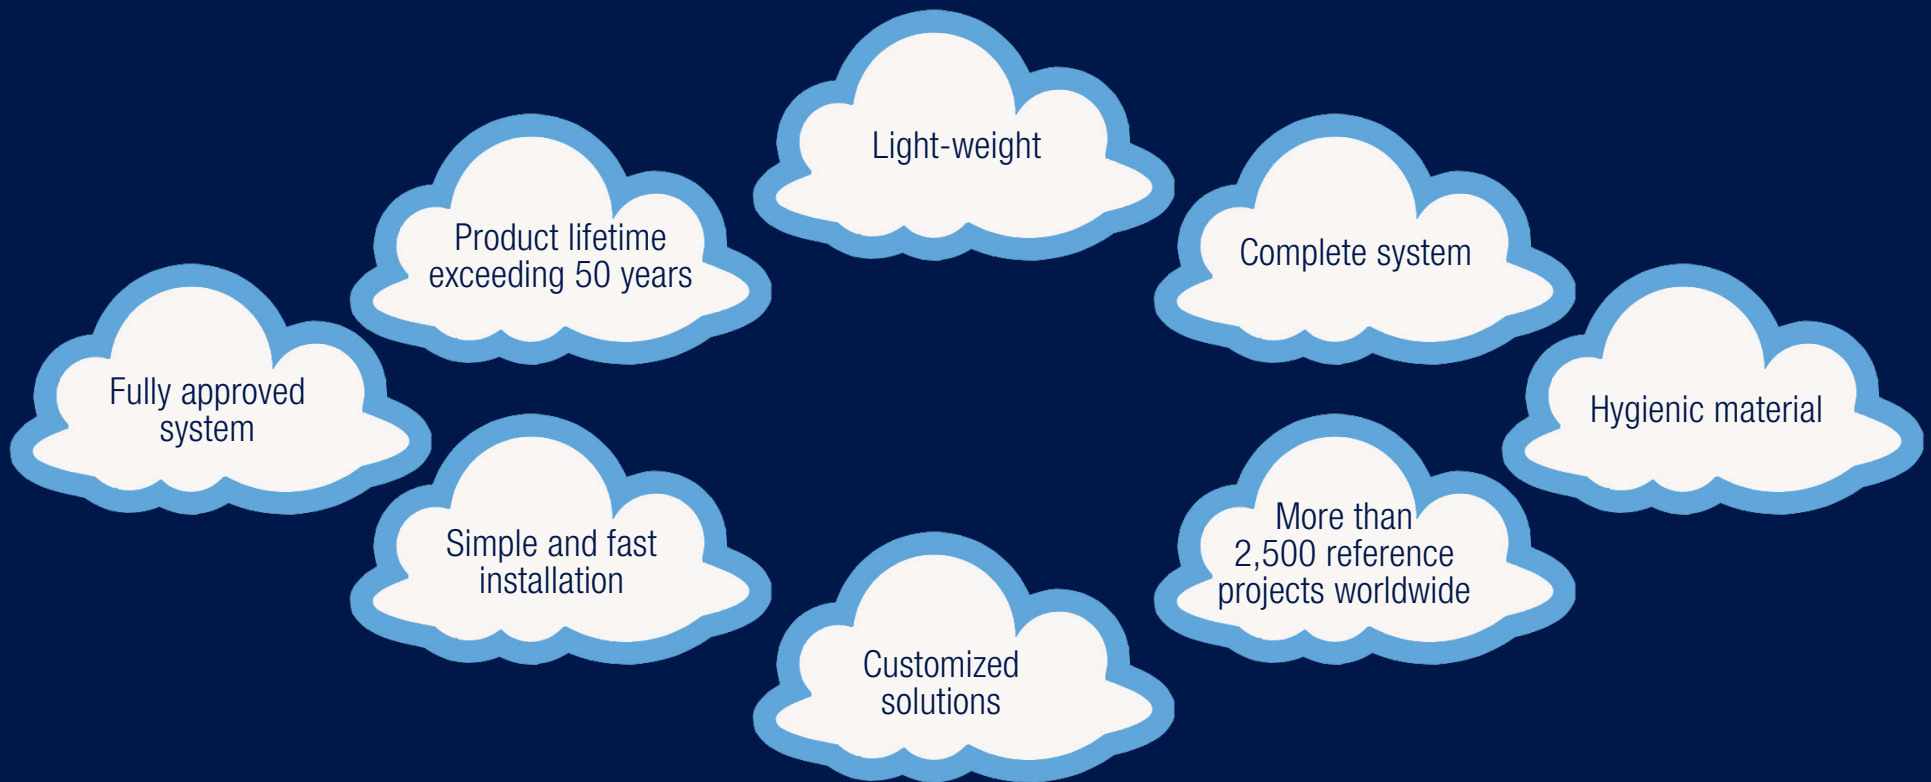 Light-weight
Product lifetime
exceeding 50 years
Complete system
Fully approved
system
Hygienic material
Simple and fast
installation
More than
2,500 reference
projects worldwide
Customized
solutions